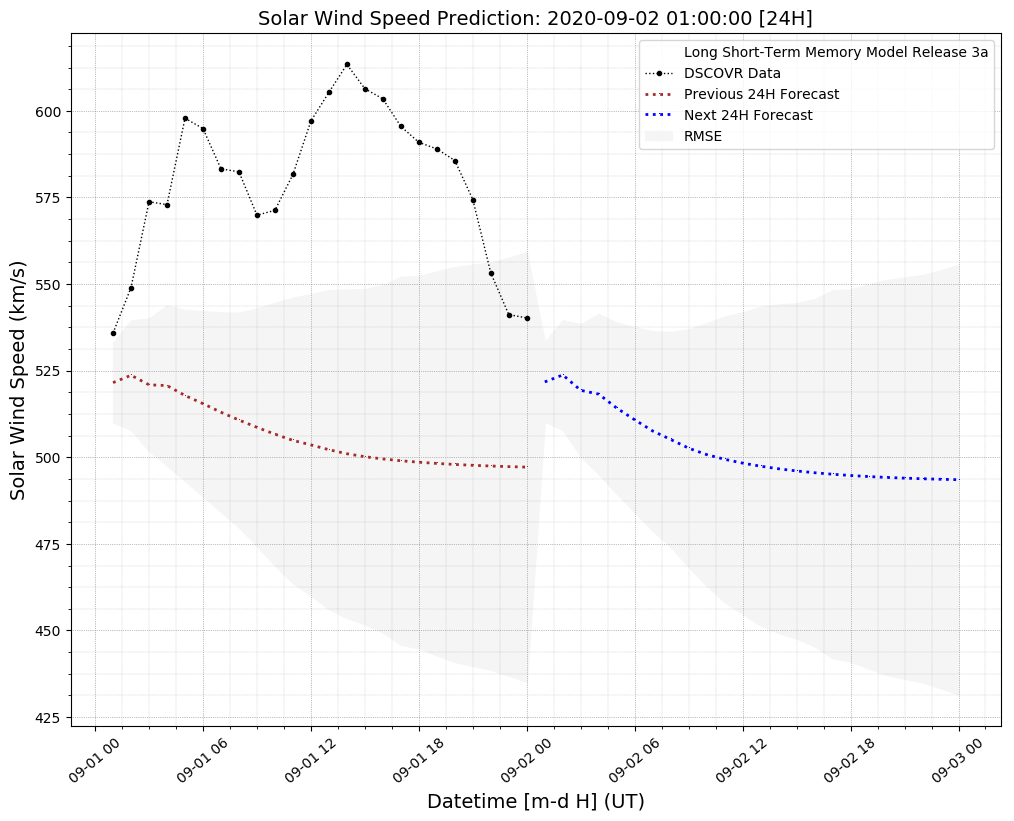 Solar Wind Speed Prediction: 2020-09-02 01:00:00 [24H]
Long Short-Term Memory Model Release 3a
DSCOVR Data
Previous 24H Forecast
Next 24H Forecast
RMSE
Solar Wind Speed (km/s)
600
575
550
525
500
475
450
425
09-01 00
09-01 06
09-01 12
09-01 18
09-02 00
09-02 06
09-02 12
09-02 18
09-03 00
Datetime [m-d H] (UT)